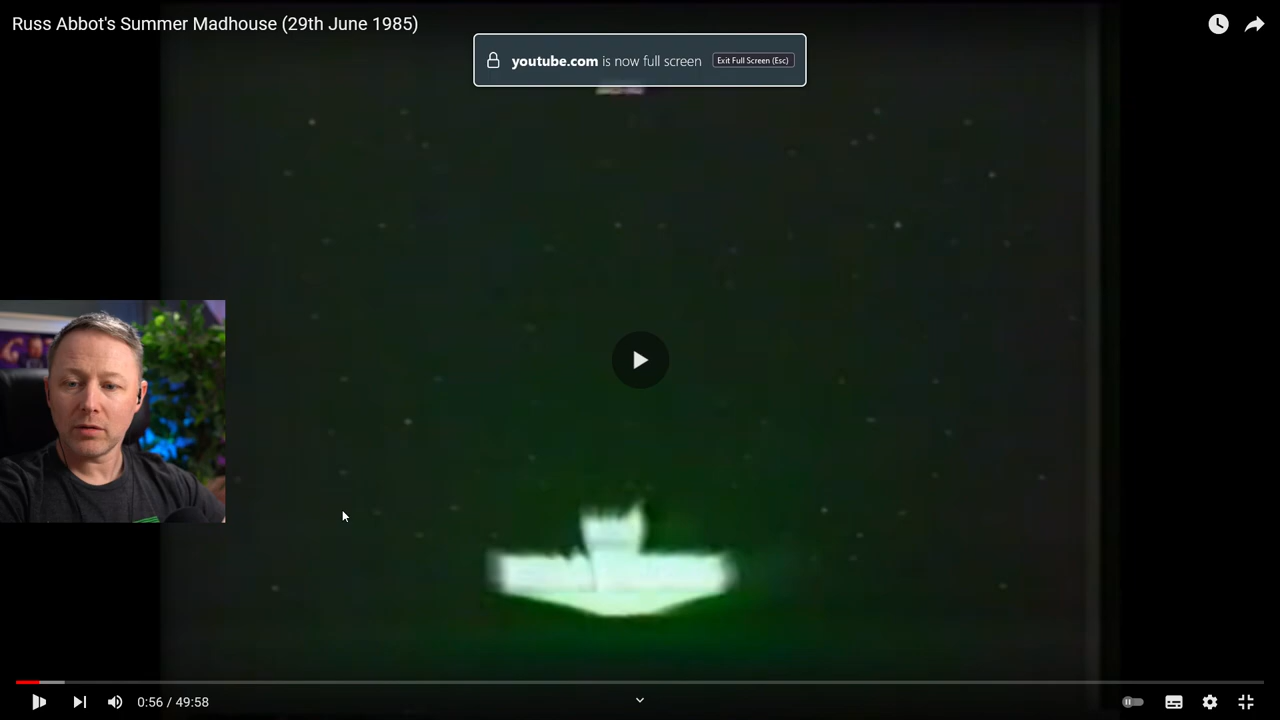 Russ Abbot's Summer Madhouse (29th June 1985)
youtube.com is now full screen Exit Full Screen (Esc)
0:56 / 49:58